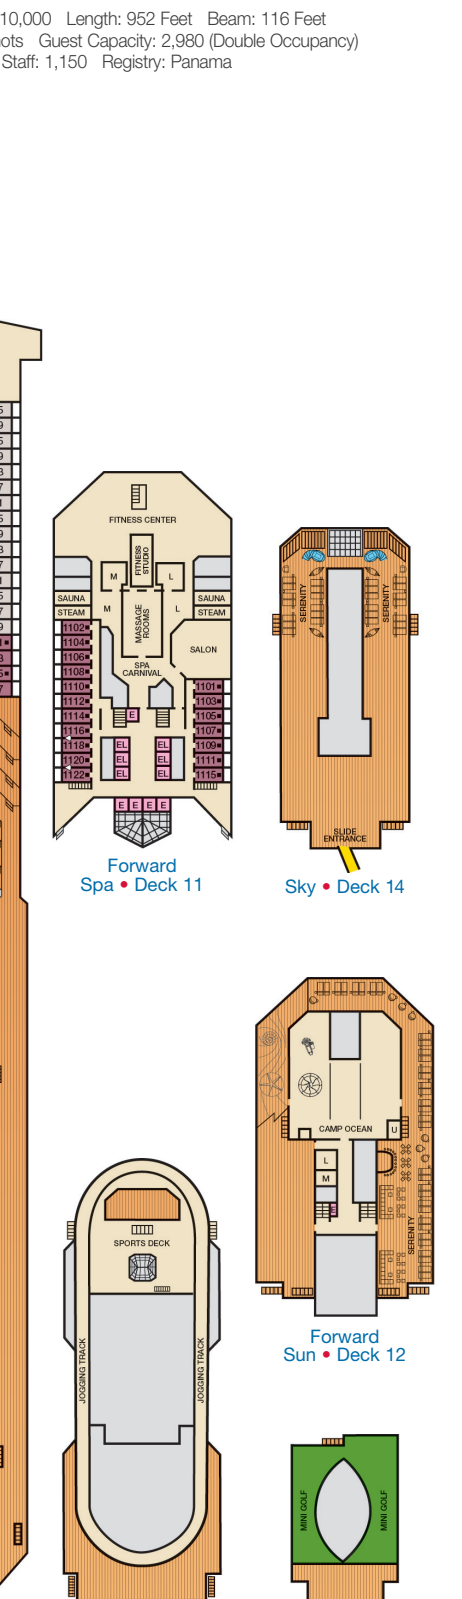 10,000 Length: 952 Feet Beam: 116 Feet
Guest Capacity: 2,980 (Double Occupancy)
Staff: 1,150 Registry: Panama
FITNESS CENTER
FITNESS STUDIO
M L
SAUNA SAUNA
STEAM M MASSAGE ROOMS L STEAM
1102
1104 SALON
1106
1108 SPA CARNIVAL
1110 1101
1112 1103
1114 E 1105
1116 1107
1118 EL EL 1109
1120 EL EL 1111
1122 EL EL 1115
E E E E
Forward
Spa • Deck 11
SERENITY SERENITY
SLIDE
ENTRANCE
Sky • Deck 14
CAMP OCEAN U
L
M
E
SERENITY
Forward
Sun • Deck 12
SPORTS DECK
JOGGING TRACK JOGGING TRACK
MINI GOLF MINI GOLF